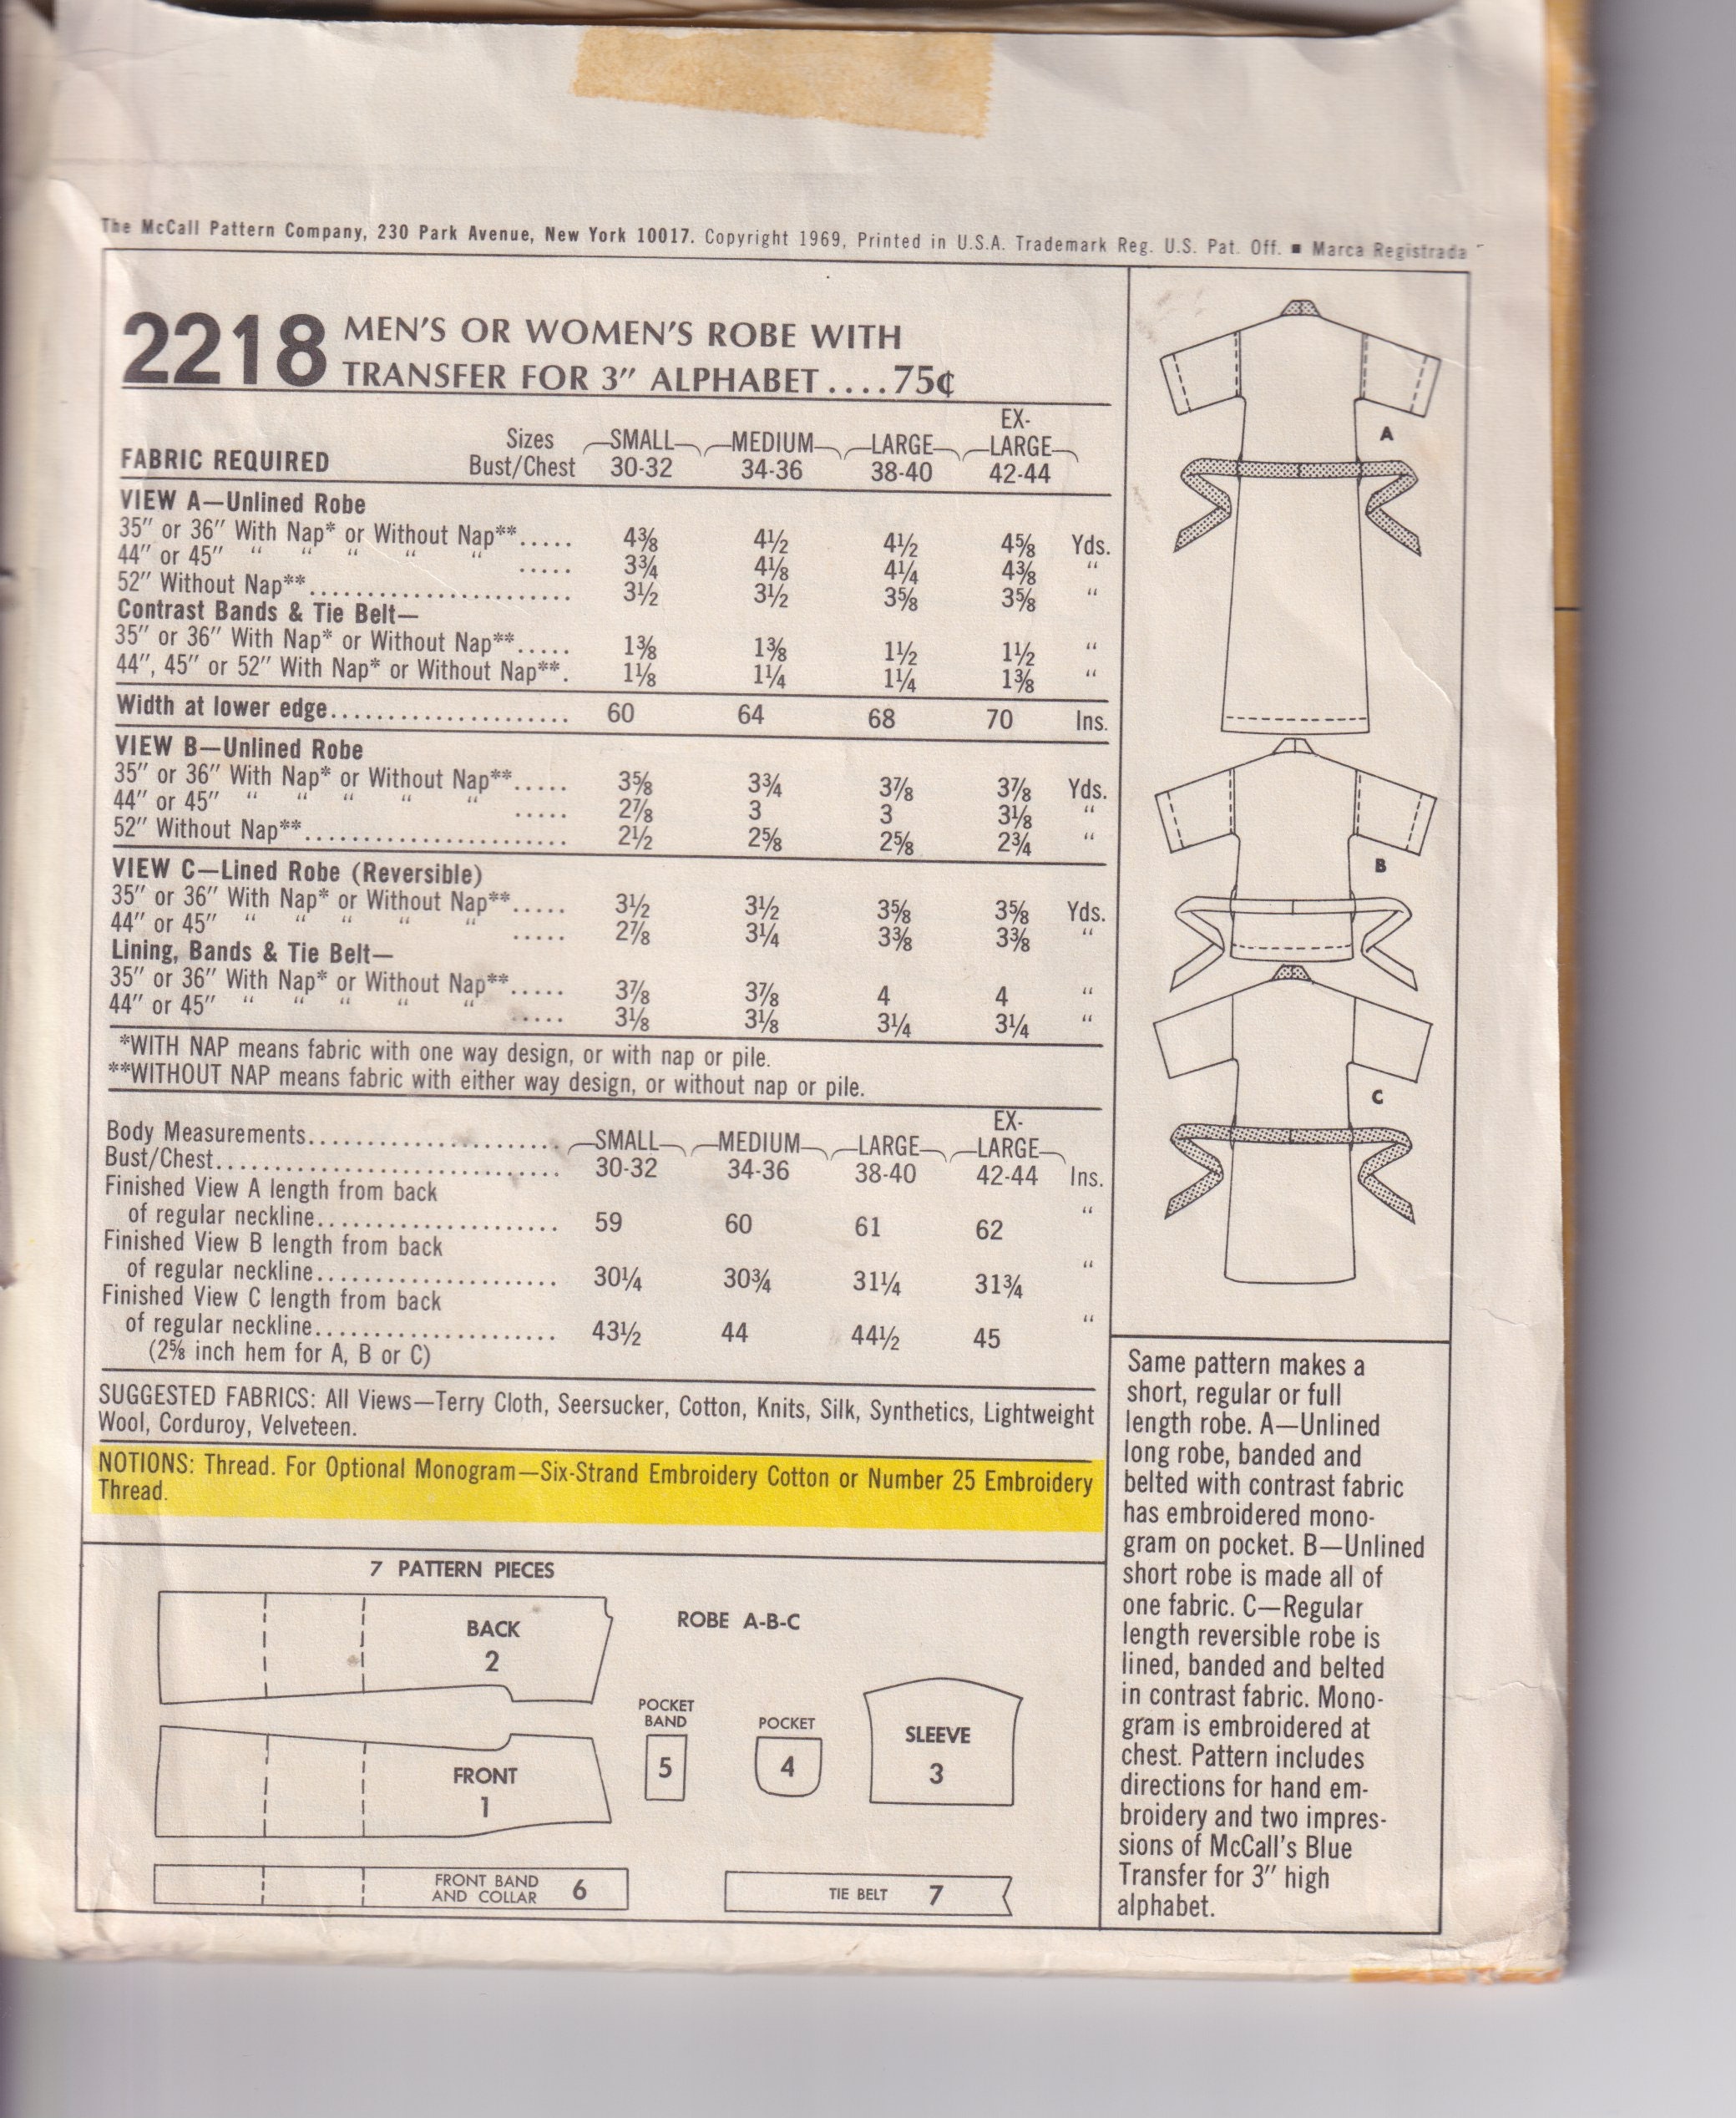 The McCall Pattern Company, 230 Park Avenue, New York 10017. Copyright 1969, Printed in U.S.A. Trademark Reg. U.S. Pat. Off. ■ Marca Registrada
2218 MEN'S OR WOMEN'S ROBE WITH
TRANSFER FOR 3" ALPHABET....75¢
FABRIC REQUIRED
Sizes SMALL MEDIUM LARGE EX-LARGE
Bust/Chest 30-32 34-36 38-40 42-44
VIEW A—Unlined Robe
35" or 36" With Nap* or Without Nap**..... 4⅜ 4½ 4½ 4⅝ Yds.
44" or 45" " " " " " ..... 3¾ 4⅛ 4¼ 4⅜ "
52" Without Nap**........................ 3½ 3½ 3⅝ 3⅝ "
Contrast Bands & Tie Belt—
35" or 36" With Nap* or Without Nap**..... 1⅜ 1⅜ 1½ 1½ "
44", 45" or 52" With Nap* or Without Nap**. 1⅛ 1¼ 1¼ 1⅜ "
Width at lower edge...................... 60 64 68 70 Ins.
VIEW B—Unlined Robe
35" or 36" With Nap* or Without Nap**..... 3⅝ 3¾ 3⅞ 3⅞ Yds.
44" or 45" " " " " " ..... 2⅞ 3 3 3⅛ "
52" Without Nap**........................ 2½ 2⅝ 2⅝ 2¾ "
VIEW C—Lined Robe (Reversible)
35" or 36" With Nap* or Without Nap**..... 3½ 3½ 3⅝ 3⅝ Yds.
44" or 45" " " " " " ..... 2⅞ 3¼ 3⅜ 3⅜ "
Lining, Bands & Tie Belt—
35" or 36" With Nap* or Without Nap**..... 3⅞ 3⅞ 4 4 "
44" or 45" " " " " " ..... 3⅛ 3⅛ 3¼ 3¼ "
*WITH NAP means fabric with one way design, or with nap or pile.
**WITHOUT NAP means fabric with either way design, or without nap or pile.
Body Measurements...................... SMALL MEDIUM LARGE EX-LARGE
Bust/Chest.............................. 30-32 34-36 38-40 42-44 Ins.
Finished View A length from back
of regular neckline..................... 59 60 61 62 "
Finished View B length from back
of regular neckline..................... 30¼ 30¾ 31¼ 31¾ "
Finished View C length from back
of regular neckline..................... 43½ 44 44½ 45 "
(2⅝ inch hem for A, B or C)
SUGGESTED FABRICS: All Views—Terry Cloth, Seersucker, Cotton, Knits, Silk, Synthetics, Lightweight
Wool, Corduroy, Velveteen.
NOTIONS: Thread. For Optional Monogram—Six-Strand Embroidery Cotton or Number 25 Embroidery
Thread.
7 PATTERN PIECES
ROBE A-B-C
BACK
2
FRONT
1
POCKET
BAND
5
POCKET
4
SLEEVE
3
FRONT BAND
AND COLLAR 6
TIE BELT 7
A
B
C
Same pattern makes a
short, regular or full
length robe. A—Unlined
long robe, banded and
belted with contrast fabric
has embroidered mono-
gram on pocket. B—Unlined
short robe is made all of
one fabric. C—Regular
length reversible robe is
lined, banded and belted
in contrast fabric. Mono-
gram is embroidered at
chest. Pattern includes
directions for hand em-
broidery and two impres-
sions of McCall's Blue
Transfer for 3" high
alphabet.